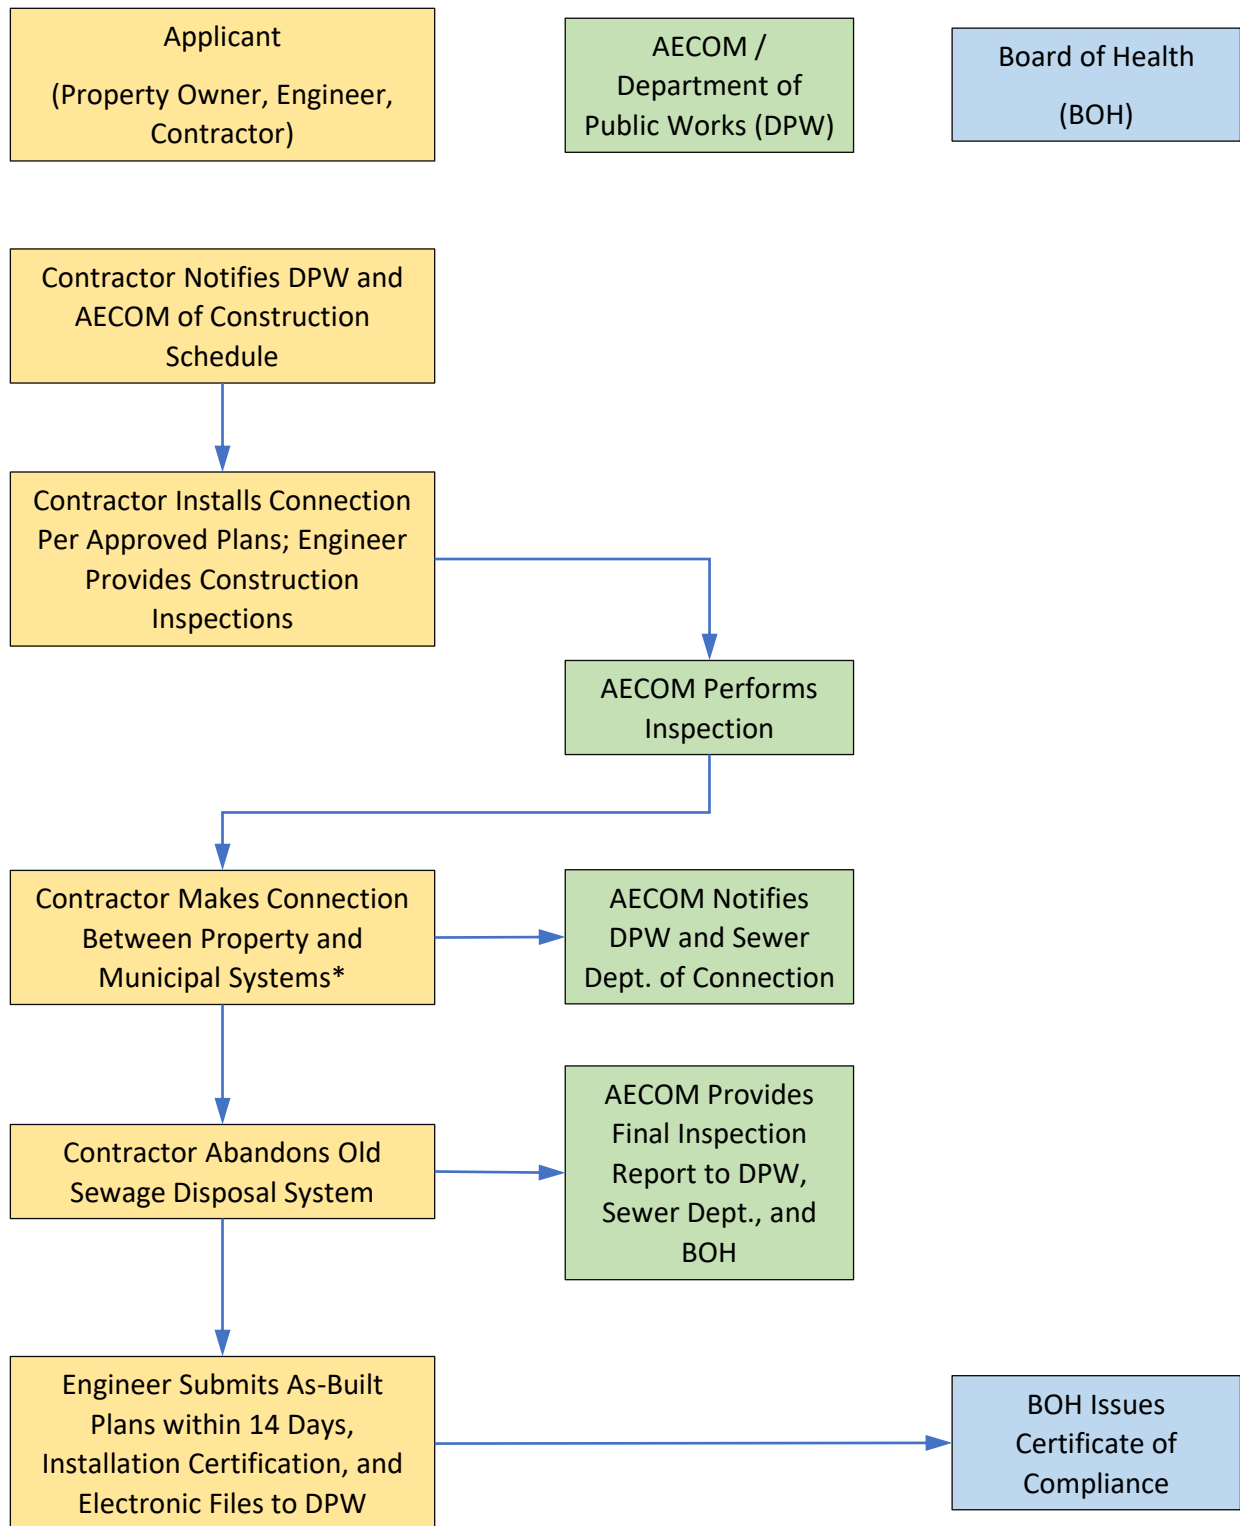 Applicant
(Property Owner, Engineer,
Contractor)
AECOM /
Department of
Public Works (DPW)
Board of Health
(BOH)
Contractor Notifies DPW and
AECOM of Construction
Schedule
Contractor Installs Connection
Per Approved Plans; Engineer
Provides Construction
Inspections
AECOM Performs
Inspection
Contractor Makes Connection
Between Property and
Municipal Systems*
AECOM Notifies
DPW and Sewer
Dept. of Connection
Contractor Abandons Old
Sewage Disposal System
AECOM Provides
Final Inspection
Report to DPW,
Sewer Dept., and
BOH
Engineer Submits As-Built
Plans within 14 Days,
Installation Certification, and
Electronic Files to DPW
BOH Issues
Certificate of
Compliance